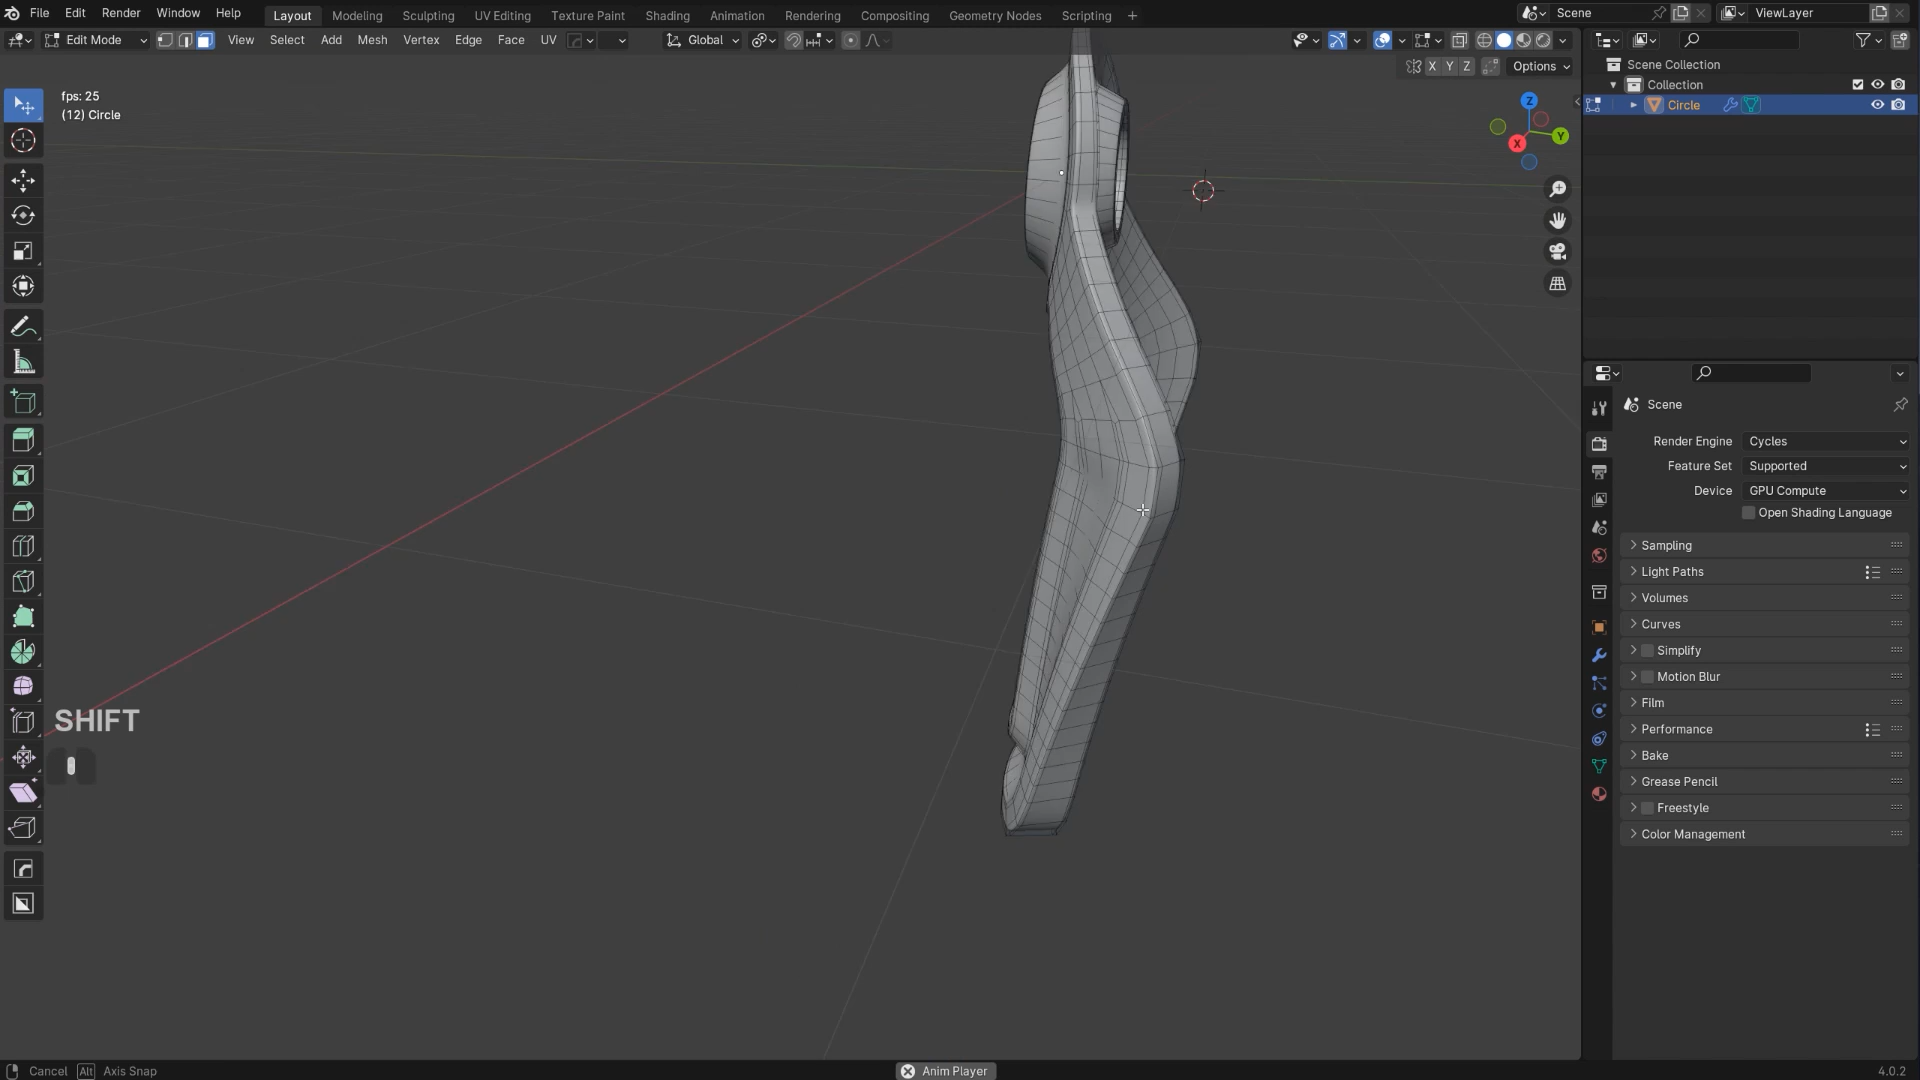 File Edit Render Window Help Layout Modeling Sculpting UV Editing Texture Paint Shading Animation Rendering Compositing Geometry Nodes Scripting + Scene ViewLayer
Edit Mode View Select Add Mesh Vertex Edge Face UV Global
X Y Z Options
Scene Collection
Collection
Circle
fps: 25
(12) Circle
Z
Y
X
Scene
Render Engine Cycles
Feature Set Supported
Device GPU Compute
Open Shading Language
Sampling
Light Paths
Volumes
Curves
Simplify
Motion Blur
Film
Performance
Bake
Grease Pencil
Freestyle
Color Management
SHIFT
Cancel Alt Axis Snap Anim Player 4.0.2